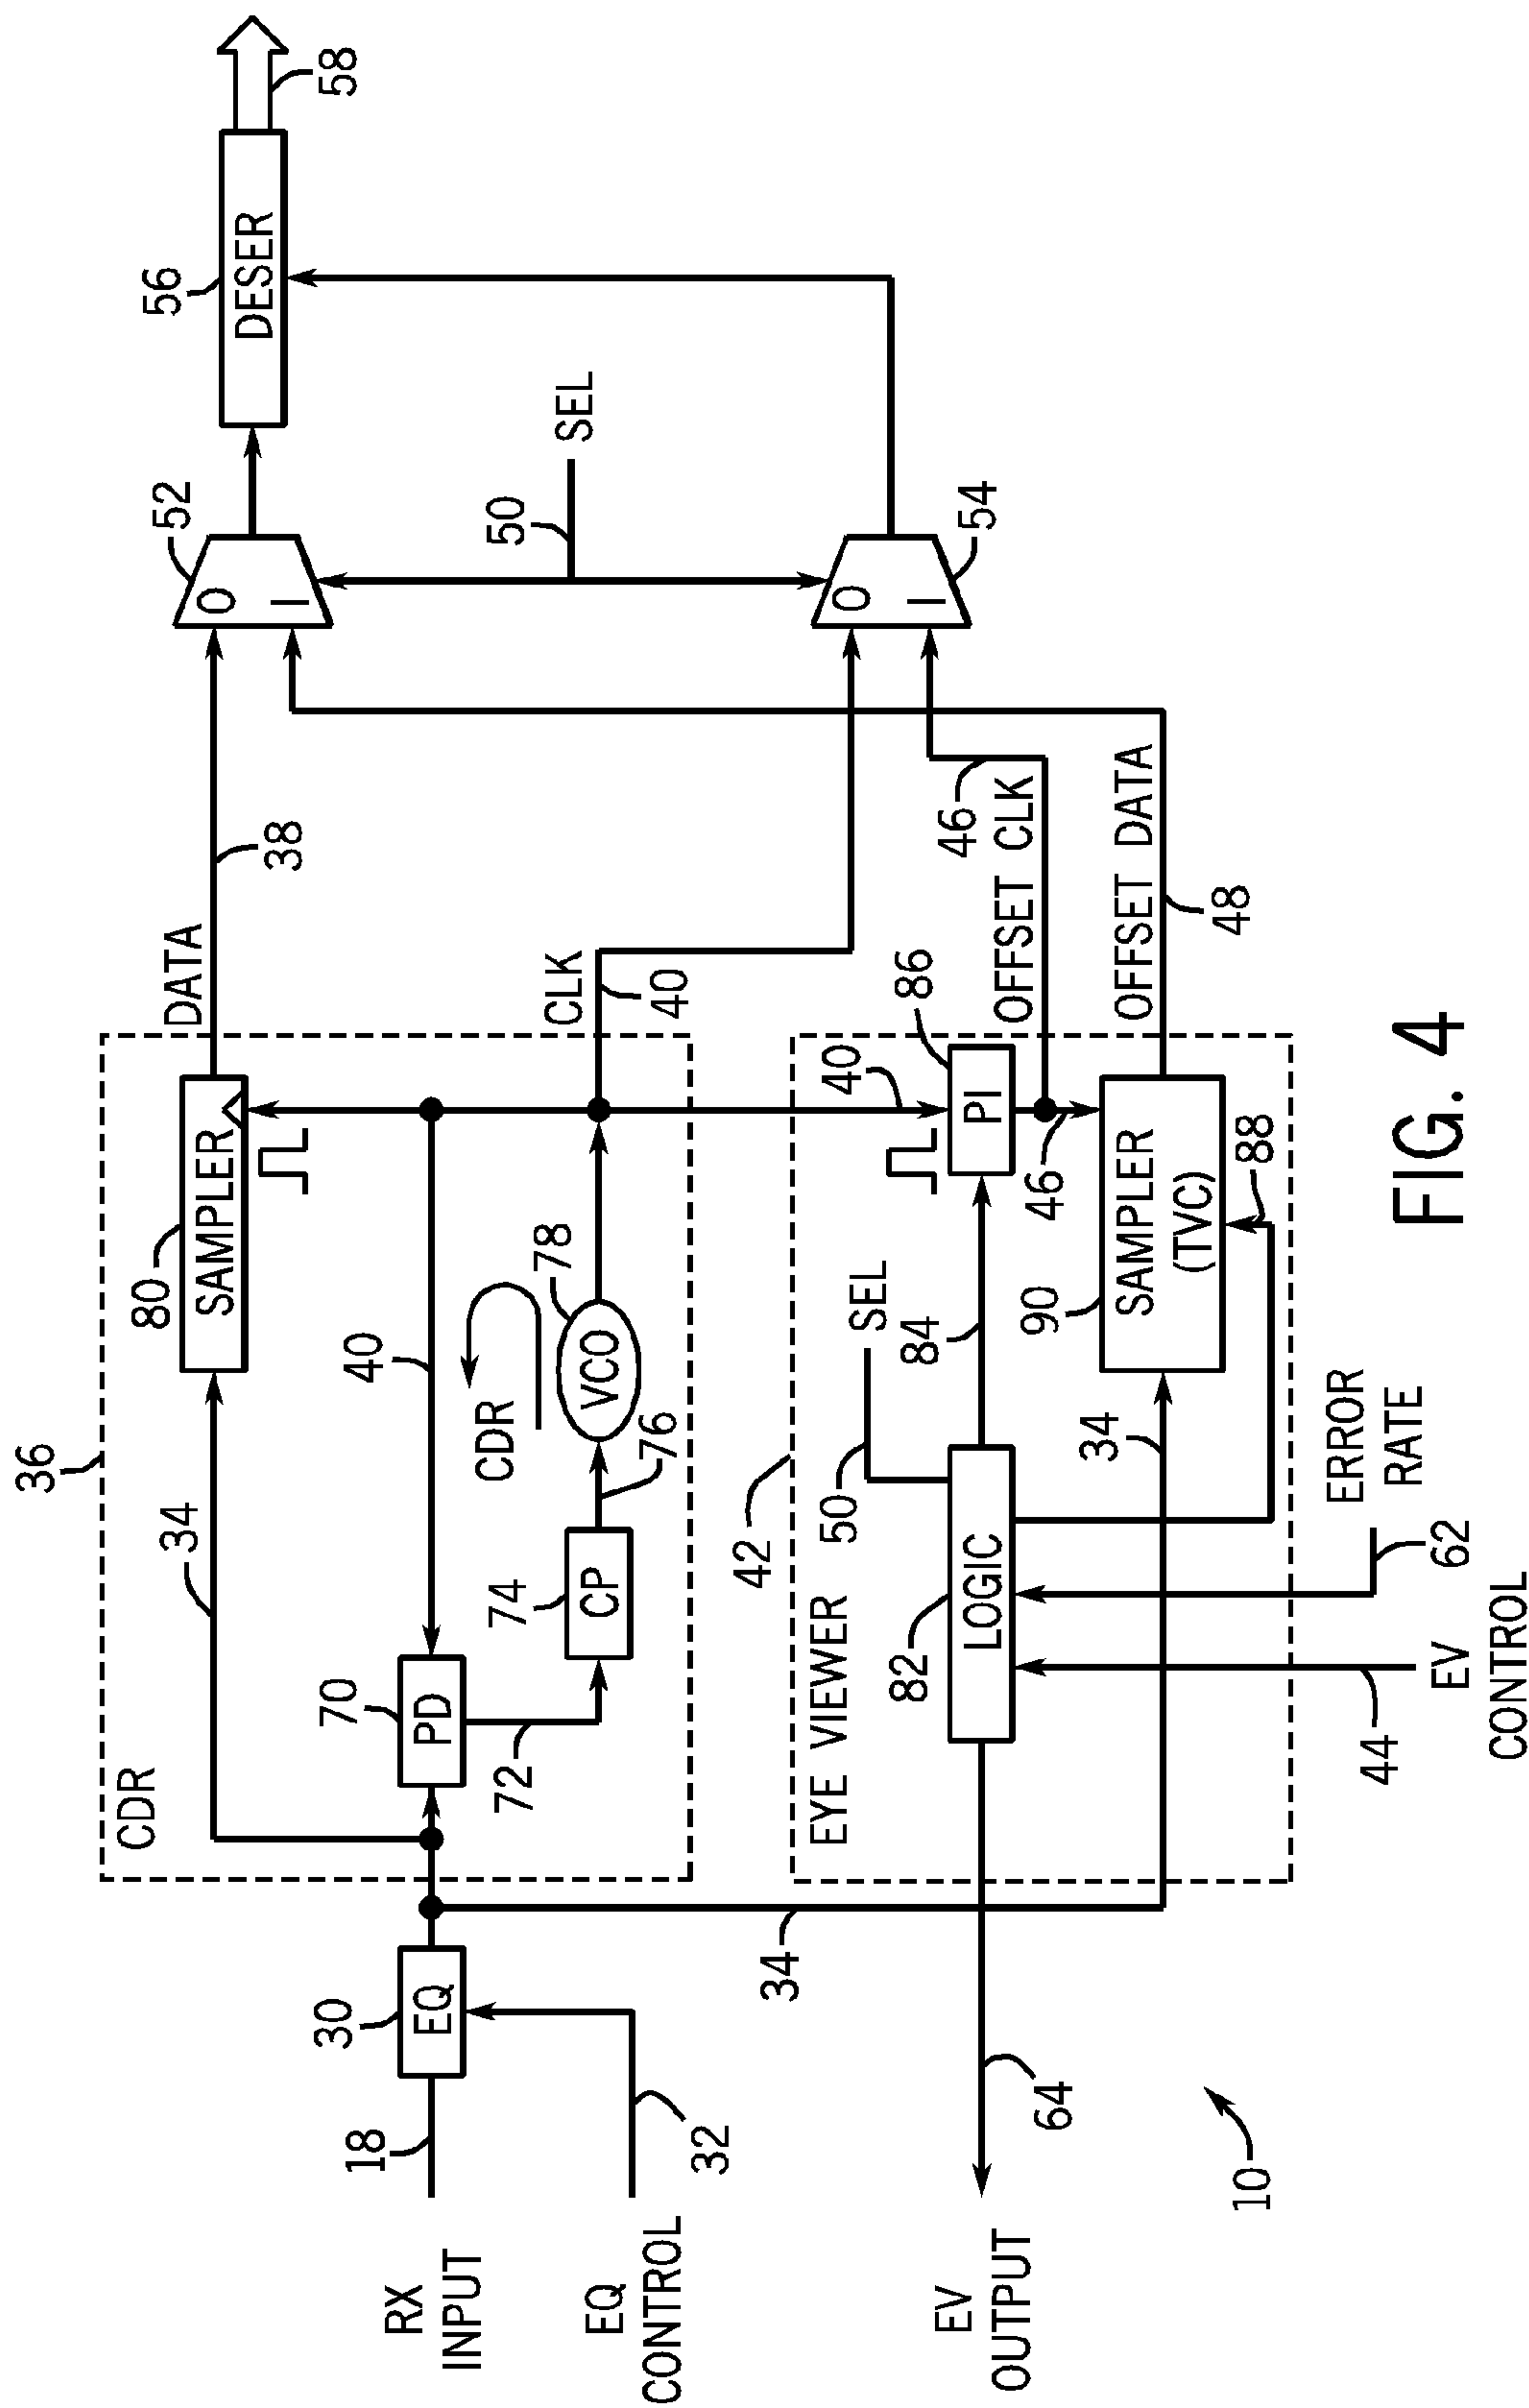 36
CDR
34
80
SAMPLER
DATA
38
52
0
1
56
DESER
58
RX
INPUT
18
30
EQ
70
PD
40
CDR
72
74
CP
76
78
VCO
CLK
40
50
SEL
EQ
CONTROL
32
34
42
EYE VIEWER
50
SEL
40
86
54
0
1
EV
OUTPUT
64
82
LOGIC
84
PI
46
OFFSET CLK
46
34
90
SAMPLER
(TVC)
88
OFFSET DATA
48
10
44
EV
CONTROL
62
ERROR
RATE
FIG. 4